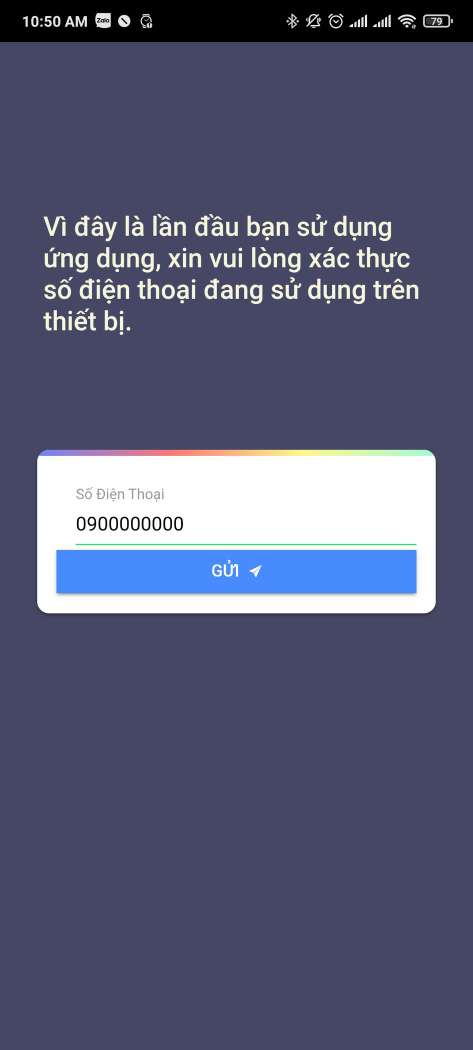 10:50 AM Zalo 79
Vì đây là lần đầu bạn sử dụng
ứng dụng, xin vui lòng xác thực
số điện thoại đang sử dụng trên
thiết bị.
Số Điện Thoại
0900000000
GỬI